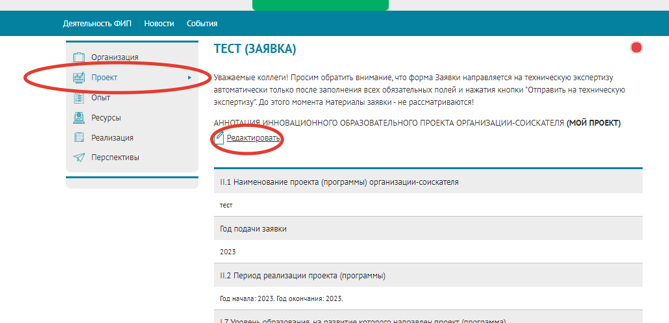 Деятельность ФИП Новости События
Организация
Проект
Опыт
Ресурсы
Реализация
Перспективы
ТЕСТ (ЗАЯВКА)
Уважаемые коллеги! Просим обратить внимание, что форма Заявки направляется на техническую экспертизу
автоматически только после заполнения всех обязательных полей и нажатия кнопки "Отправить на техническую
экспертизу". До этого момента материалы заявки - не рассматриваются!
АННОТАЦИЯ ИННОВАЦИОННОГО ОБРАЗОВАТЕЛЬНОГО ПРОЕКТА ОРГАНИЗАЦИИ-СОИСКАТЕЛЯ (МОЙ ПРОЕКТ)
Редактировать
II.1 Наименование проекта (программы) организации-соискателя
тест
Год подачи заявки
2023
II.2 Период реализации проекта (программы)
Год начала: 2023. Год окончания: 2023.
I.7 Уровень образования, на развитие которого направлен проект (программа)